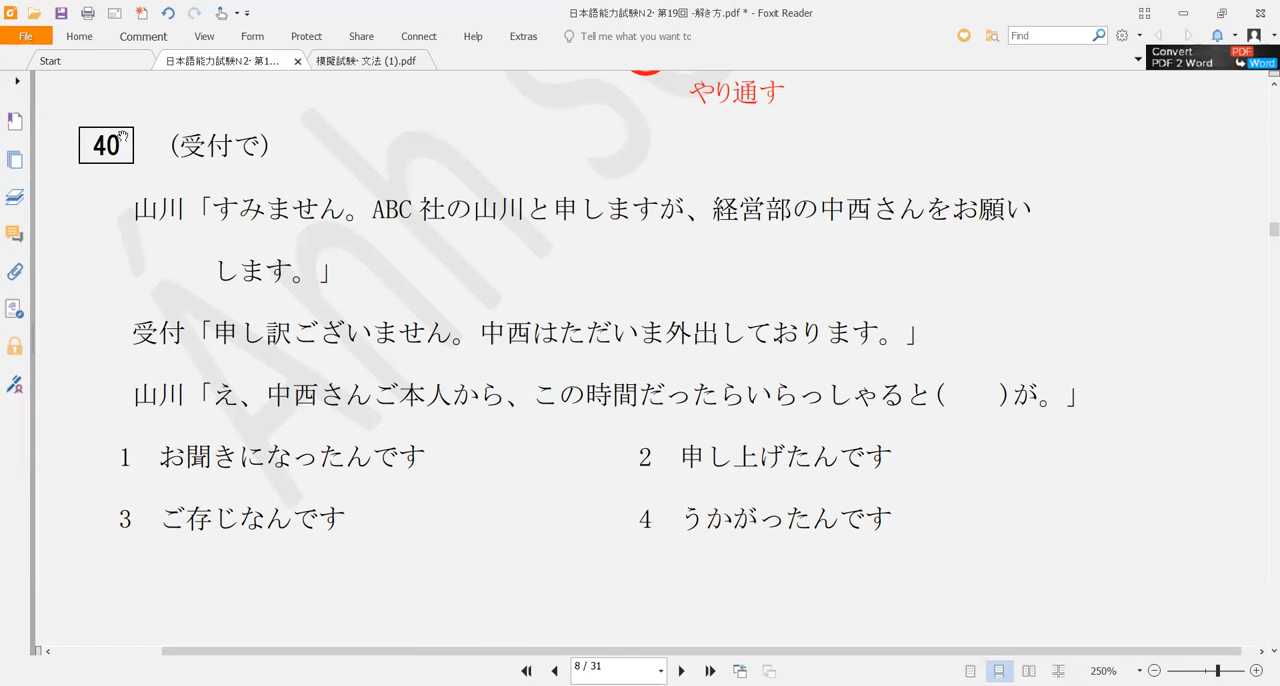 日本語能力試験N2・第19回 -解き方.pdf * - Foxit Reader
File Home Comment View Form Protect Share Connect Help Extras Tell me what you want to Find
Start 日本語能力試験N2・第1... 模擬試験・文法 (1).pdf
Convert PDF
PDF 2 Word Word
やり通す
40 (受付で)
山川「すみません。ABC 社の山川と申しますが、経営部の中西さんをお願い
します。」
受付「申し訳ございません。中西はただいま外出しております。」
山川「え、中西さんご本人から、この時間だったらいらっしゃると(　　)が。」
1 お聞きになったんです 2 申し上げたんです
3 ご存じなんです 4 うかがったんです
8 / 31 250%